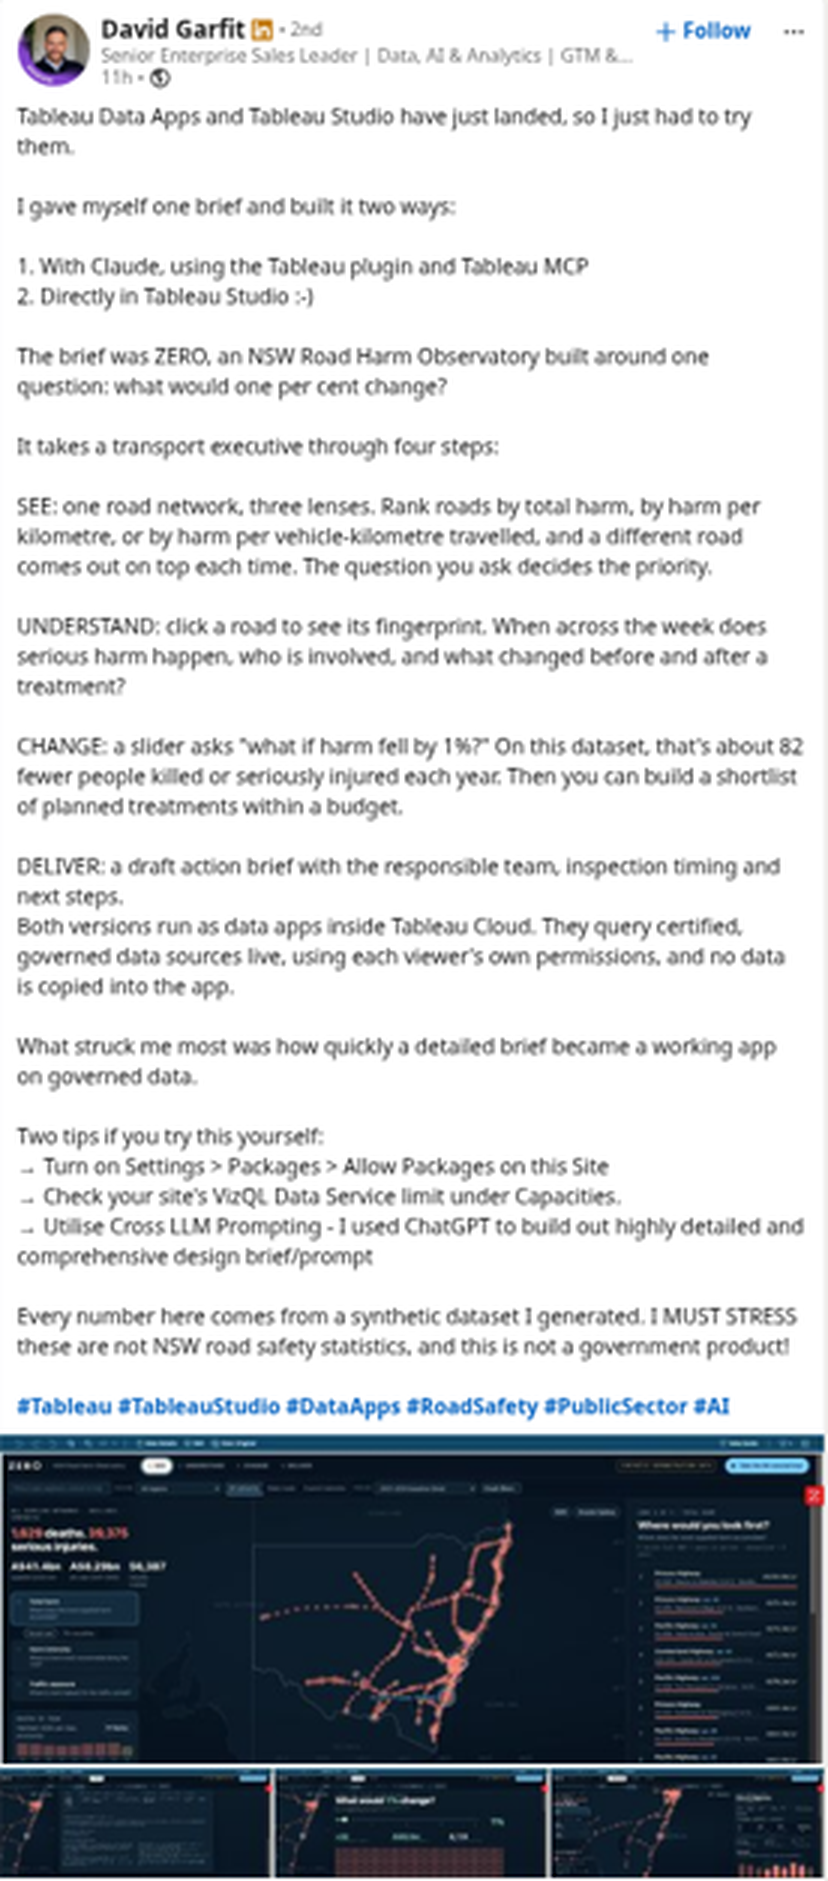 David Garfit in • 2nd
+ Follow
Senior Enterprise Sales Leader | Data, AI & Analytics | GTM &...
11h •
Tableau Data Apps and Tableau Studio have just landed, so I just had to try
them.
I gave myself one brief and built it two ways:
1. With Claude, using the Tableau plugin and Tableau MCP
2. Directly in Tableau Studio :-)
The brief was ZERO, an NSW Road Harm Observatory built around one
question: what would one per cent change?
It takes a transport executive through four steps:
SEE: one road network, three lenses. Rank roads by total harm, by harm per
kilometre, or by harm per vehicle-kilometre travelled, and a different road
comes out on top each time. The question you ask decides the priority.
UNDERSTAND: click a road to see its fingerprint. When across the week does
serious harm happen, who is involved, and what changed before and after a
treatment?
CHANGE: a slider asks "what if harm fell by 1%?" On this dataset, that's about 82
fewer people killed or seriously injured each year. Then you can build a shortlist
of planned treatments within a budget.
DELIVER: a draft action brief with the responsible team, inspection timing and
next steps.
Both versions run as data apps inside Tableau Cloud. They query certified,
governed data sources live, using each viewer's own permissions, and no data
is copied into the app.
What struck me most was how quickly a detailed brief became a working app
on governed data.
Two tips if you try this yourself:
→ Turn on Settings > Packages > Allow Packages on this Site
→ Check your site's VizQL Data Service limit under Capacities.
→ Utilise Cross LLM Prompting - I used ChatGPT to build out highly detailed and
comprehensive design brief/prompt
Every number here comes from a synthetic dataset I generated. I MUST STRESS
these are not NSW road safety statistics, and this is not a government product!
#Tableau #TableauStudio #DataApps #RoadSafety #PublicSector #AI
ZERO
deaths,
serious injuries.
Where would you look first?
What would 1% change?